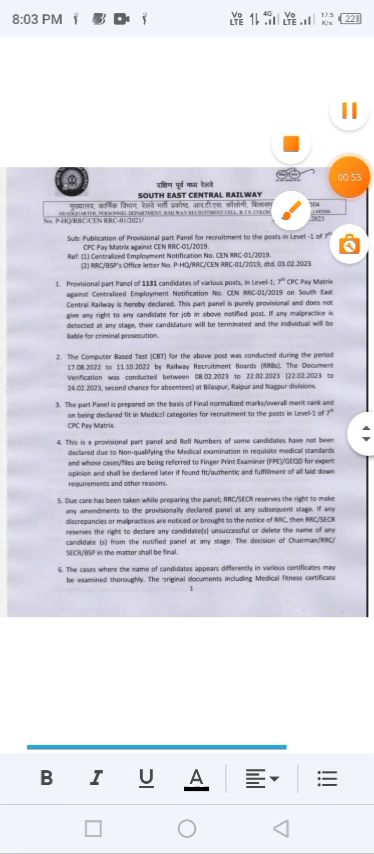 8:03 PM
Vo LTE 4G Vo LTE 17.5 K/s 22
00:55
दक्षिण पूर्व मध्य रेलवे
SOUTH EAST CENTRAL RAILWAY
मुख्यालय, कार्मिक विभाग, रेलवे भर्ती प्रकोष्ठ, आर.टी.एस. कॉलोनी,
HEADQUARTER, PERSONNEL DEPARTMENT, RAILWAY RECRUITMENT CELL, R.T.S. COLON
No. P-HQ/RRC/CEN RRC-01/2021/ 2023
Sub: Publication of Provisional part Panel for recruitment to the posts in Level -1 of 7th
CPC Pay Matrix against CEN RRC-01/2019.
Ref: (1) Centralized Employment Notification No. CEN RRC-01/2019.
(2) RRC/BSP's Office letter No. P-HQ/RRC/CEN RRC-01/2019, dtd. 03.02.2023
1. Provisional part Panel of 1131 candidates of various posts, in Level-1; 7th CPC Pay Matrix
against Centralized Employment Notification No. CEN RRC-01/2019 on South East
Central Railway is hereby declared. This part panel is purely provisional and does not
give any right to any candidate for job in above notified post. If any malpractice is
detected at any stage, their candidature will be terminated and the individual will be
liable for criminal prosecution.
2. The Computer Based Test (CBT) for the above post was conducted during the period
17.08.2022 to 11.10.2022 by Railway Recruitment Boards (RRBs). The Document
Verification was conducted between 08.02.2023 to 22.02.2023 (22.02.2023 to
24.02.2023, second chance for absentees) at Bilaspur, Raipur and Nagpur divisions.
3. The part Panel is prepared on the basis of Final normalized marks/overall merit rank and
on being declared fit in Medical categories for recruitment to the posts in Level-1 of 7th
CPC Pay Matrix.
4. This is a provisional part panel and Roll Numbers of some candidates have not been
declared due to Non-qualifying the Medical examination in requisite medical standards
and whose cases/files are being referred to Finger Print Examiner (FPE)/GEQD for expert
opinion and shall be declared later if found fit/authentic and fulfillment of all laid down
requirements and other reasons.
5. Due care has been taken while preparing the panel; RRC/SECR reserves the right to make
any amendments to the provisionally declared panel at any subsequent stage. If any
discrepancies or malpractices are noticed or brought to the notice of RRC, then RRC/SECR
reserves the right to declare any candidate(s) unsuccessful or delete the name of any
candidate (s) from the notified panel at any stage. The decision of Chairman/RRC/
SECR/BSP in the matter shall be final.
6. The cases where the name of candidates appears differently in various certificates may
be examined thoroughly. The original documents including Medical fitness certificate
1
B I U A